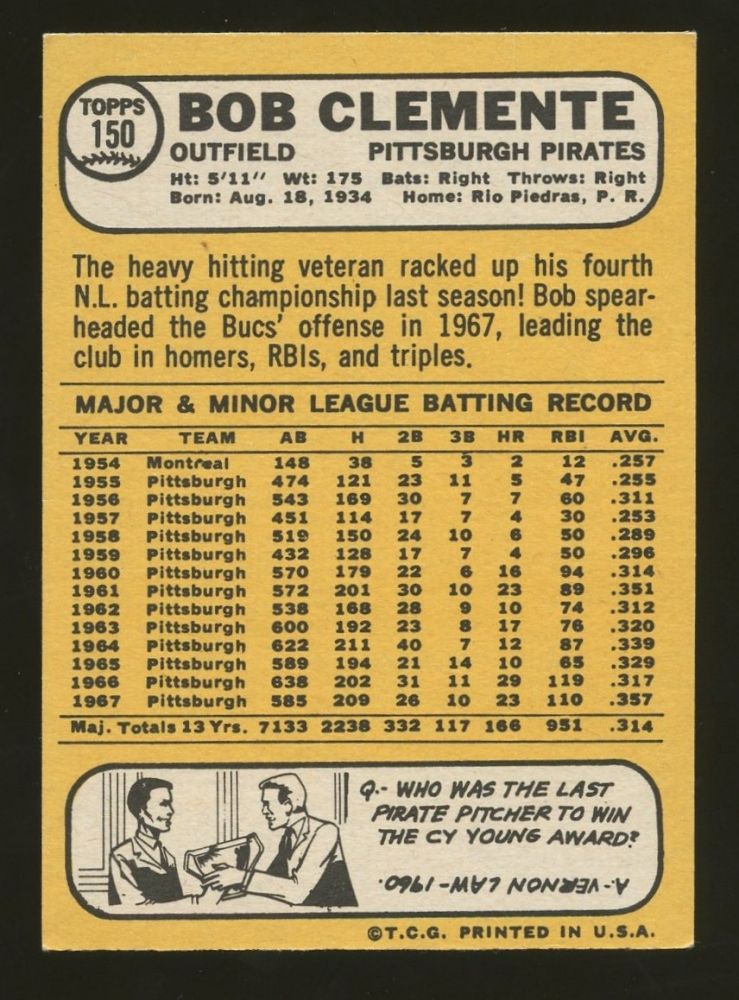 TOPPS
150
BOB CLEMENTE
OUTFIELD PITTSBURGH PIRATES
Ht: 5'11" Wt: 175 Bats: Right Throws: Right
Born: Aug. 18, 1934 Home: Rio Piedras, P. R.
The heavy hitting veteran racked up his fourth
N.L. batting championship last season! Bob spear-
headed the Bucs' offense in 1967, leading the
club in homers, RBIs, and triples.
MAJOR & MINOR LEAGUE BATTING RECORD
YEAR TEAM AB H 2B 3B HR RBI AVG.
1954 Montreal 148 38 5 3 2 12 .257
1955 Pittsburgh 474 121 23 11 5 47 .255
1956 Pittsburgh 543 169 30 7 7 60 .311
1957 Pittsburgh 451 114 17 7 4 30 .253
1958 Pittsburgh 519 150 24 10 6 50 .289
1959 Pittsburgh 432 128 17 7 4 50 .296
1960 Pittsburgh 570 179 22 6 16 94 .314
1961 Pittsburgh 572 201 30 10 23 89 .351
1962 Pittsburgh 538 168 28 9 10 74 .312
1963 Pittsburgh 600 192 23 8 17 76 .320
1964 Pittsburgh 622 211 40 7 12 87 .339
1965 Pittsburgh 589 194 21 14 10 65 .329
1966 Pittsburgh 638 202 31 11 29 119 .317
1967 Pittsburgh 585 209 26 10 23 110 .357
Maj. Totals 13 Yrs. 7133 2238 332 117 166 951 .314
Q.- WHO WAS THE LAST
PIRATE PITCHER TO WIN
THE CY YOUNG AWARD?
A.-VERNON LAW-1960.
©T.C.G. PRINTED IN U.S.A.